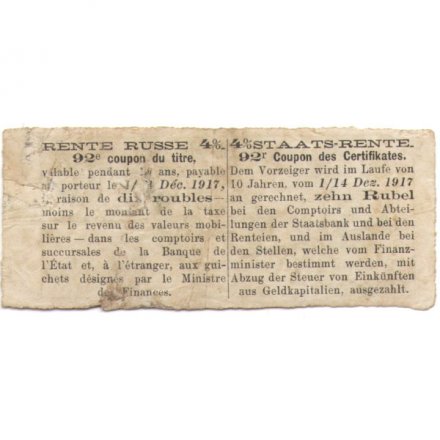 RENTE RUSSE 4%
92e coupon du titre,
valable pendant ans, payable
au porteur le Déc. 1917,
à raison de dix roubles—
moins le montant de la taxe
sur le revenu des valeurs mobi-
lières — dans les comptoirs et
succursales de la Banque de
l'État et, à l'étranger, aux gui-
chets désignés par le Ministre
des Finances.
4% STAATS-RENTE.
92r Coupon des Certifikates.
Dem Vorzeiger wird im Laufe von
10 Jahren, vom 1/14 Dez. 1917
an gerechnet, zehn Rubel
bei den Comptoirs und Abtei-
lungen der Staatsbank und bei den
Renteien, und im Auslande bei
den Stellen, welche vom Finanz-
minister bestimmt werden, mit
Abzug der Steuer von Einkünften
aus Geldkapitalien, ausgezahlt.